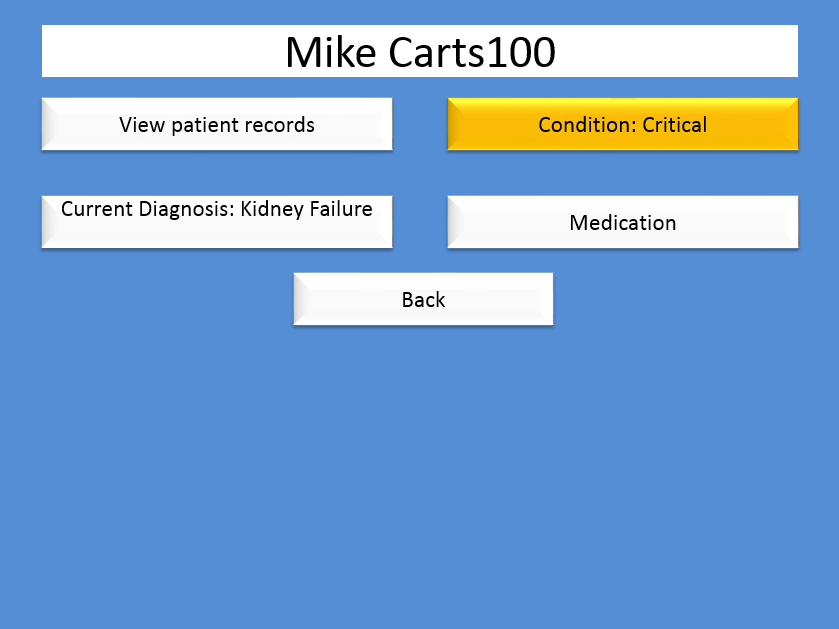 Mike Carts100
View patient records
Condition: Critical
Current Diagnosis: Kidney Failure
Medication
Back